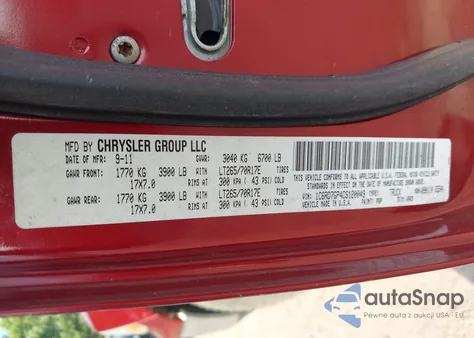 MFD BY CHRYSLER GROUP LLC
DATE OF MFR: 9-11 GVWR: 3040 KG 6700 LB
GAWR FRONT: 1770 KG 3900 LB WITH LT265/70R17E TIRES
17X7.0 RIMS AT 300 KPA ( 43 PSI) COLD
GAWR REAR: 1770 KG 3900 LB WITH LT265/70R17E TIRES
17X7.0 RIMS AT 300 KPA ( 43 PSI) COLD
THIS VEHICLE CONFORMS TO ALL APPLICABLE FEDERAL MOTOR VEHICLE SAFETY
STANDARDS IN EFFECT ON THE DATE OF MANUFACTURE SHOWN ABOVE
VIN: TYPE: TRUCK
MADE IN U.S.A. PAINT:
autoSnap
Pewne auta z aukcji USA i EU